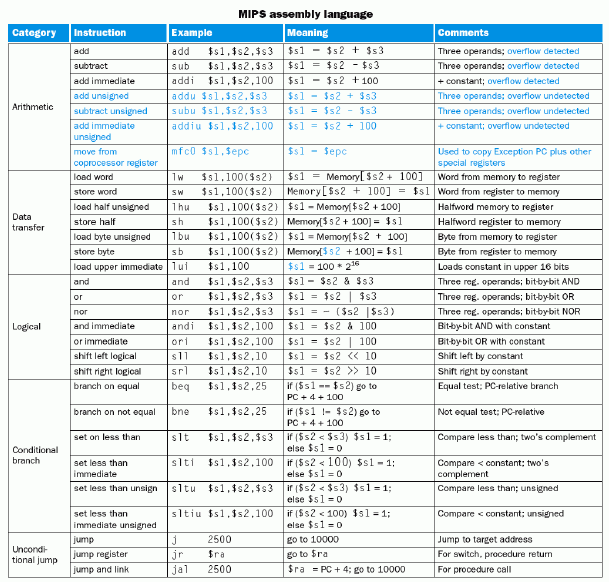 MIPS assembly language
Category Instruction Example Meaning Comments
Arithmetic
add add $s1,$s2,$s3 $s1 = $s2 + $s3 Three operands; overflow detected
subtract sub $s1,$s2,$s3 $s1 = $s2 - $s3 Three operands; overflow detected
add immediate addi $s1,$s2,100 $s1 = $s2 + 100 + constant; overflow detected
add unsigned addu $s1,$s2,$s3 $s1 = $s2 + $s3 Three operands; overflow undetected
subtract unsigned subu $s1,$s2,$s3 $s1 = $s2 - $s3 Three operands; overflow undetected
add immediate addiu $s1,$s2,100 $s1 = $s2 + 100 + constant; overflow undetected
unsigned
move from mfc0 $s1,$epc $s1 = $epc Used to copy Exception PC plus other
coprocessor register special registers
Data
transfer
load word lw $s1,100($s2) $s1 = Memory[$s2 + 100] Word from memory to register
store word sw $s1,100($s2) Memory[$s2 + 100] = $s1 Word from register to memory
load half unsigned lhu $s1,100($s2) $s1 = Memory[$s2 + 100] Halfword memory to register
store half sh $s1,100($s2) Memory[$s2 + 100] = $s1 Halfword register to memory
load byte unsigned lbu $s1,100($s2) $s1 = Memory[$s2 + 100] Byte from memory to register
store byte sb $s1,100($s2) Memory[$s2 + 100] = $s1 Byte from register to memory
load upper immediate lui $s1,100 $s1 = 100 * 2^16 Loads constant in upper 16 bits
Logical
and and $s1,$s2,$s3 $s1 = $s2 & $s3 Three reg. operands; bit-by-bit AND
or or $s1,$s2,$s3 $s1 = $s2 | $s3 Three reg. operands; bit-by-bit OR
nor nor $s1,$s2,$s3 $s1 = ~ ($s2 |$s3) Three reg. operands; bit-by-bit NOR
and immediate andi $s1,$s2,100 $s1 = $s2 & 100 Bit-by-bit AND with constant
or immediate ori $s1,$s2,100 $s1 = $s2 | 100 Bit-by-bit OR with constant
shift left logical sll $s1,$s2,10 $s1 = $s2 << 10 Shift left by constant
shift right logical srl $s1,$s2,10 $s1 = $s2 >> 10 Shift right by constant
Conditional
branch
branch on equal beq $s1,$s2,25 if ($s1 == $s2) go to Equal test; PC-relative branch
PC + 4 + 100
branch on not equal bne $s1,$s2,25 if ($s1 != $s2) go to Not equal test; PC-relative
PC + 4 + 100
set on less than slt $s1,$s2,$s3 if ($s2 < $s3) $s1 = 1; Compare less than; two's complement
else $s1 = 0
set less than slti $s1,$s2,100 if ($s2 < 100) $s1 = 1; Compare < constant; two's
immediate else $s1 = 0 complement
set less than unsign sltu $s1,$s2,$s3 if ($s2 < $s3) $s1 = 1; Compare less than; unsigned
else $s1 = 0
set less than sltiu $s1,$s2,100 if ($s2 < 100) $s1 = 1; Compare < constant; unsigned
immediate unsigned else $s1 = 0
Uncondi-
tional jump
jump j 2500 go to 10000 Jump to target address
jump register jr $ra go to $ra For switch, procedure return
jump and link jal 2500 $ra = PC + 4; go to 10000 For procedure call